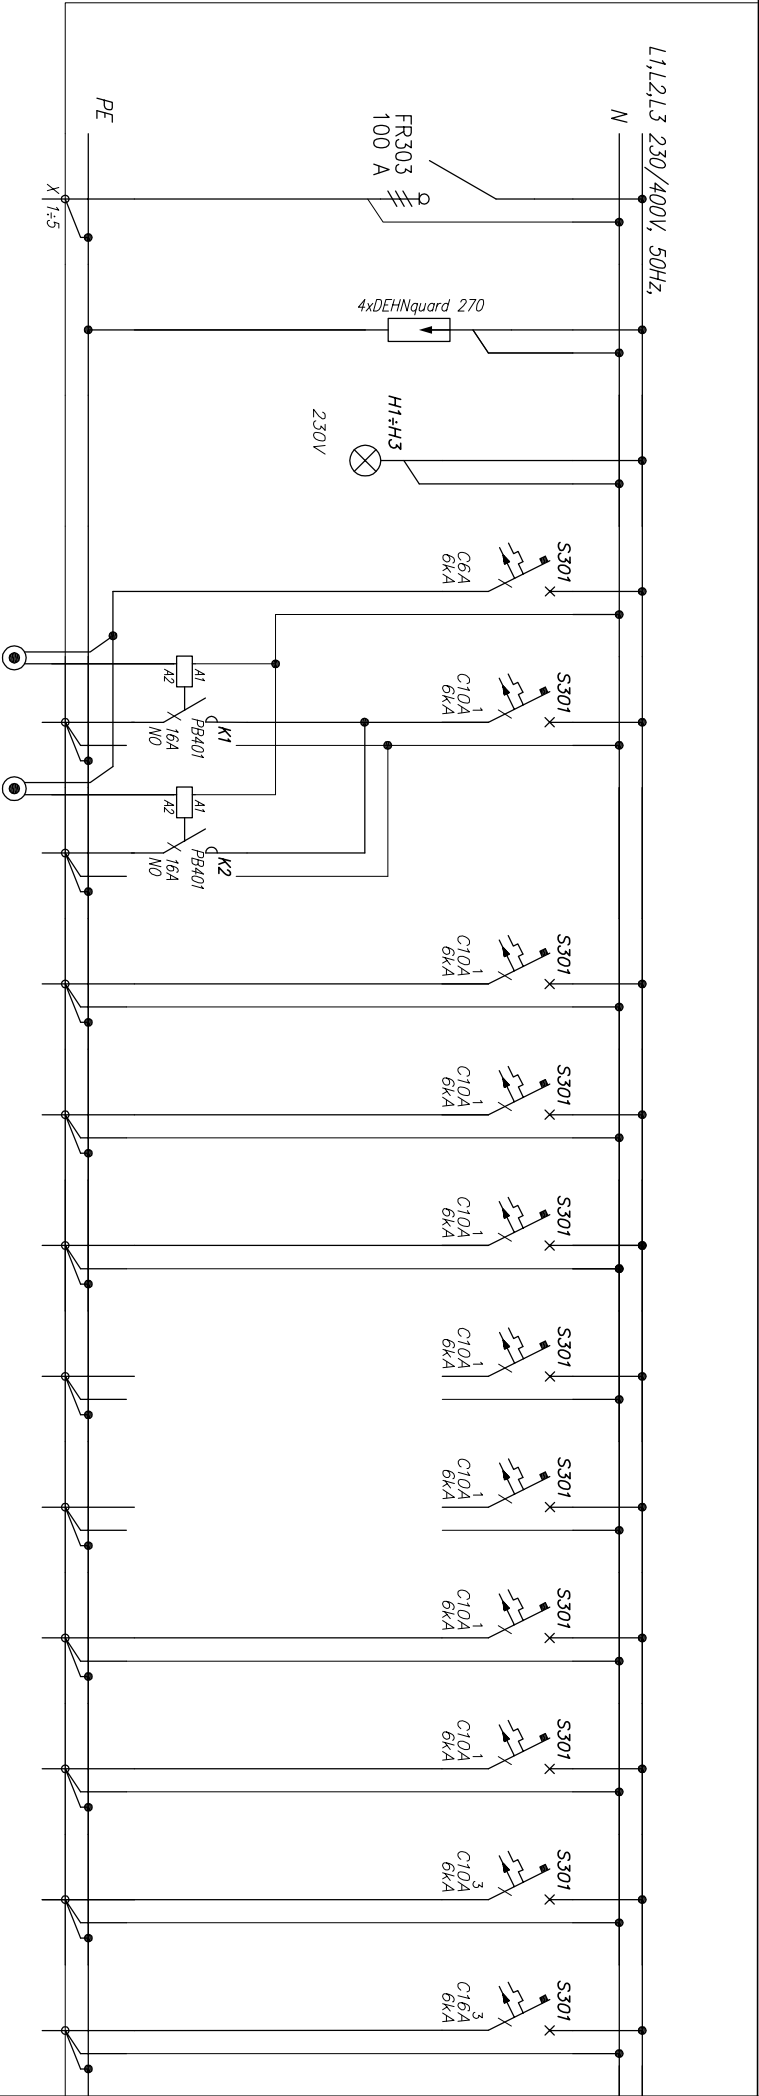 L1,L2,L3 230/400V, 50Hz,
N
PE
FR303
100 A
X 1÷5
4xDEHNquard 270
H1÷H3
230V
S301
C6A
6kA
S301
C10A 1
6kA
A1
A2
K1
PB401
16A
NO
A1
A2
K2
PB401
16A
NO
S301
C10A 1
6kA
S301
C10A 1
6kA
S301
C10A 1
6kA
S301
C10A 1
6kA
S301
C10A 1
6kA
S301
C10A 1
6kA
S301
C10A 1
6kA
S301
C10A 3
6kA
S301
C16A 3
6kA